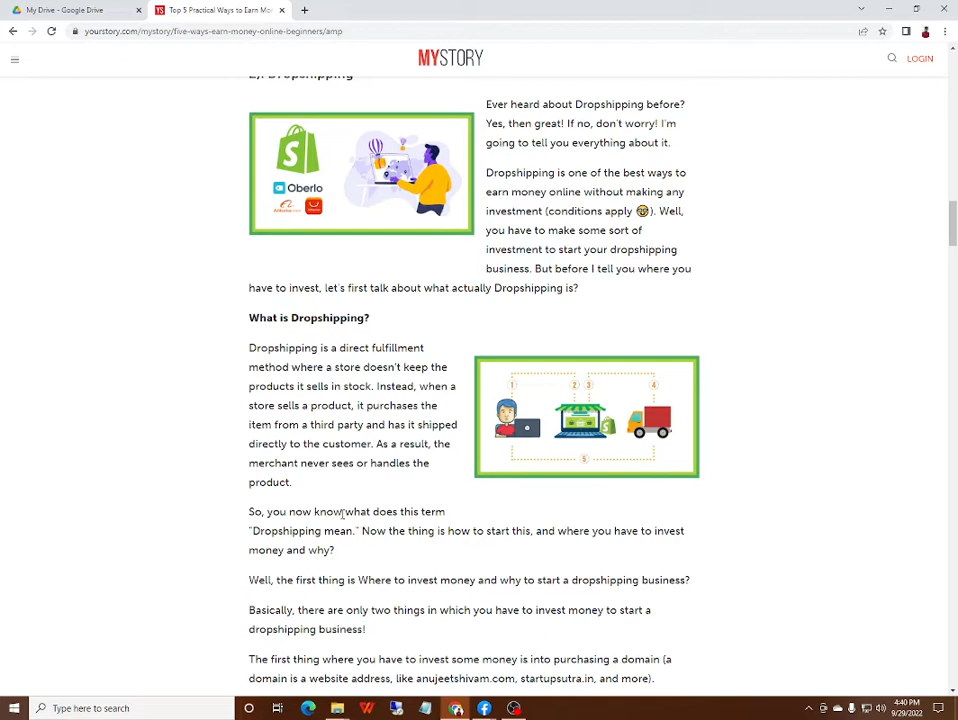 My Drive - Google Drive
Top 5 Practical Ways to Earn Mo
yourstory.com/mystory/five-ways-earn-money-online-beginners/amp
MYSTORY
LOGIN
2). Dropshipping
Ever heard about Dropshipping before?
Yes, then great! If no, don't worry! I'm
going to tell you everything about it.
Oberlo
Dropshipping is one of the best ways to
earn money online without making any
investment (conditions apply 🤓). Well,
you have to make some sort of
investment to start your dropshipping
business. But before I tell you where you
have to invest, let's first talk about what actually Dropshipping is?
What is Dropshipping?
Dropshipping is a direct fulfillment
method where a store doesn't keep the
products it sells in stock. Instead, when a
store sells a product, it purchases the
item from a third party and has it shipped
directly to the customer. As a result, the
merchant never sees or handles the
product.
1 2 3 4
5
So, you now know what does this term
"Dropshipping mean." Now the thing is how to start this, and where you have to invest
money and why?
Well, the first thing is Where to invest money and why to start a dropshipping business?
Basically, there are only two things in which you have to invest money to start a
dropshipping business!
The first thing where you have to invest some money is into purchasing a domain (a
domain is a website address, like anujeetshivam.com, startupsutra.in, and more).
Type here to search
4:40 PM
9/29/2022